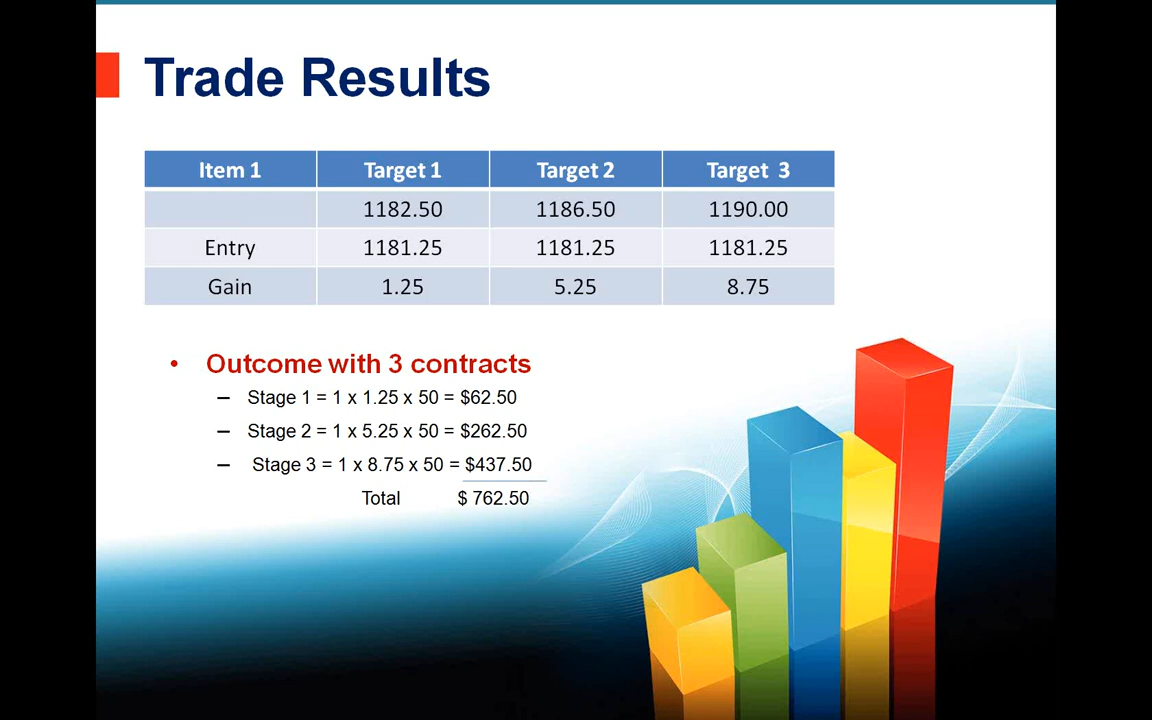 Trade Results
Item 1 Target 1 Target 2 Target 3
1182.50 1186.50 1190.00
Entry 1181.25 1181.25 1181.25
Gain 1.25 5.25 8.75
• Outcome with 3 contracts
– Stage 1 = 1 x 1.25 x 50 = $62.50
– Stage 2 = 1 x 5.25 x 50 = $262.50
– Stage 3 = 1 x 8.75 x 50 = $437.50
Total $ 762.50